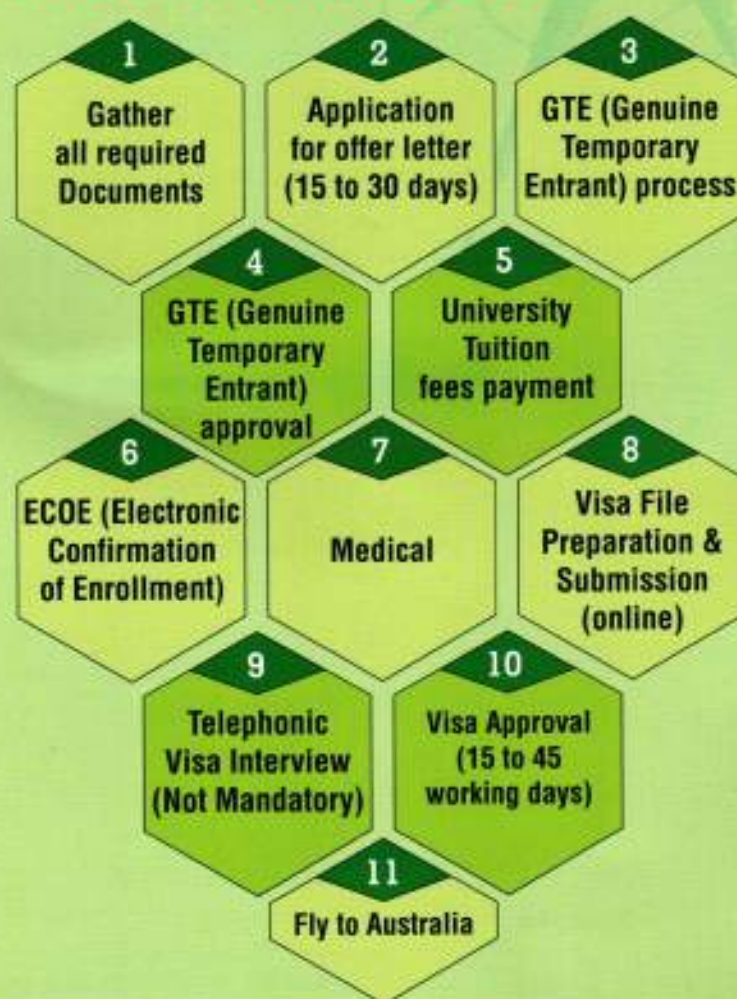 1
Gather
all required
Documents
2
Application
for offer letter
(15 to 30 days)
3
GTE (Genuine
Temporary
Entrant) process
4
GTE (Genuine
Temporary
Entrant)
approval
5
University
Tuition
fees payment
6
ECOE (Electronic
Confirmation
of Enrollment)
7
Medical
8
Visa File
Preparation &
Submission
(online)
9
Telephonic
Visa Interview
(Not Mandatory)
10
Visa Approval
(15 to 45
working days)
11
Fly to Australia